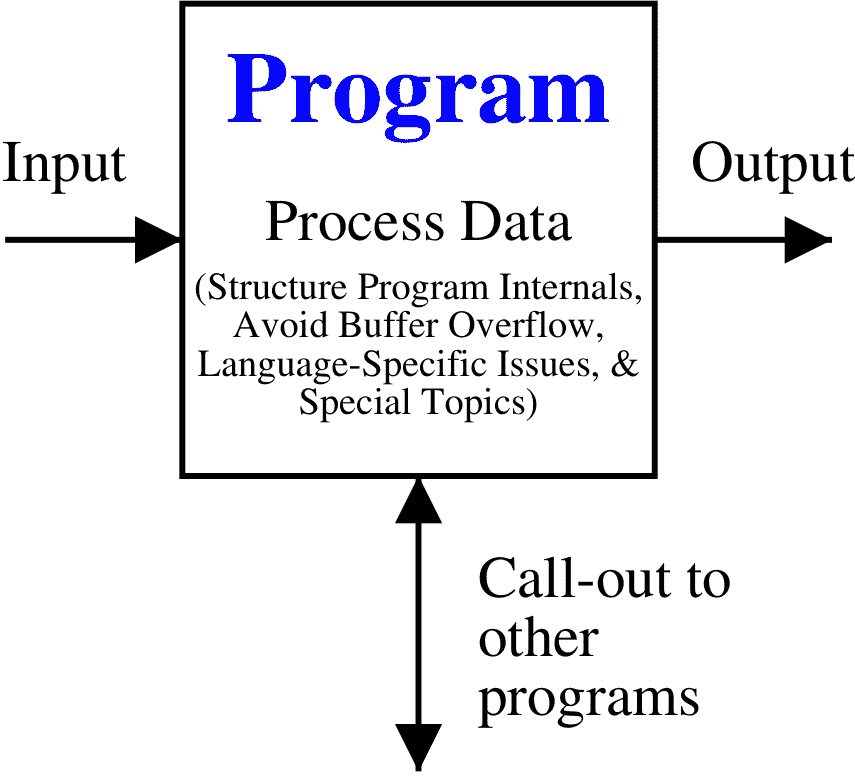 Program
Input
Output
Process Data
(Structure Program Internals,
Avoid Buffer Overflow,
Language-Specific Issues, &
Special Topics)
Call-out to
other
programs